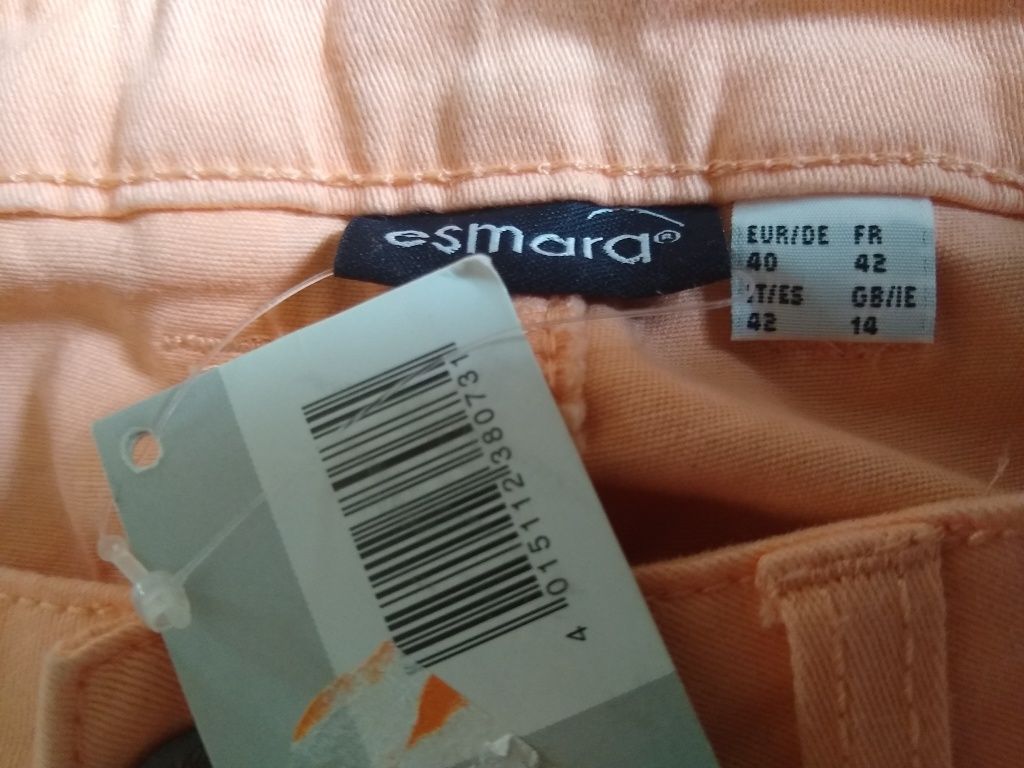 esmara®
EUR/DE FR
40 42
IT/ES GB/IE
42 14
4 015112 380731